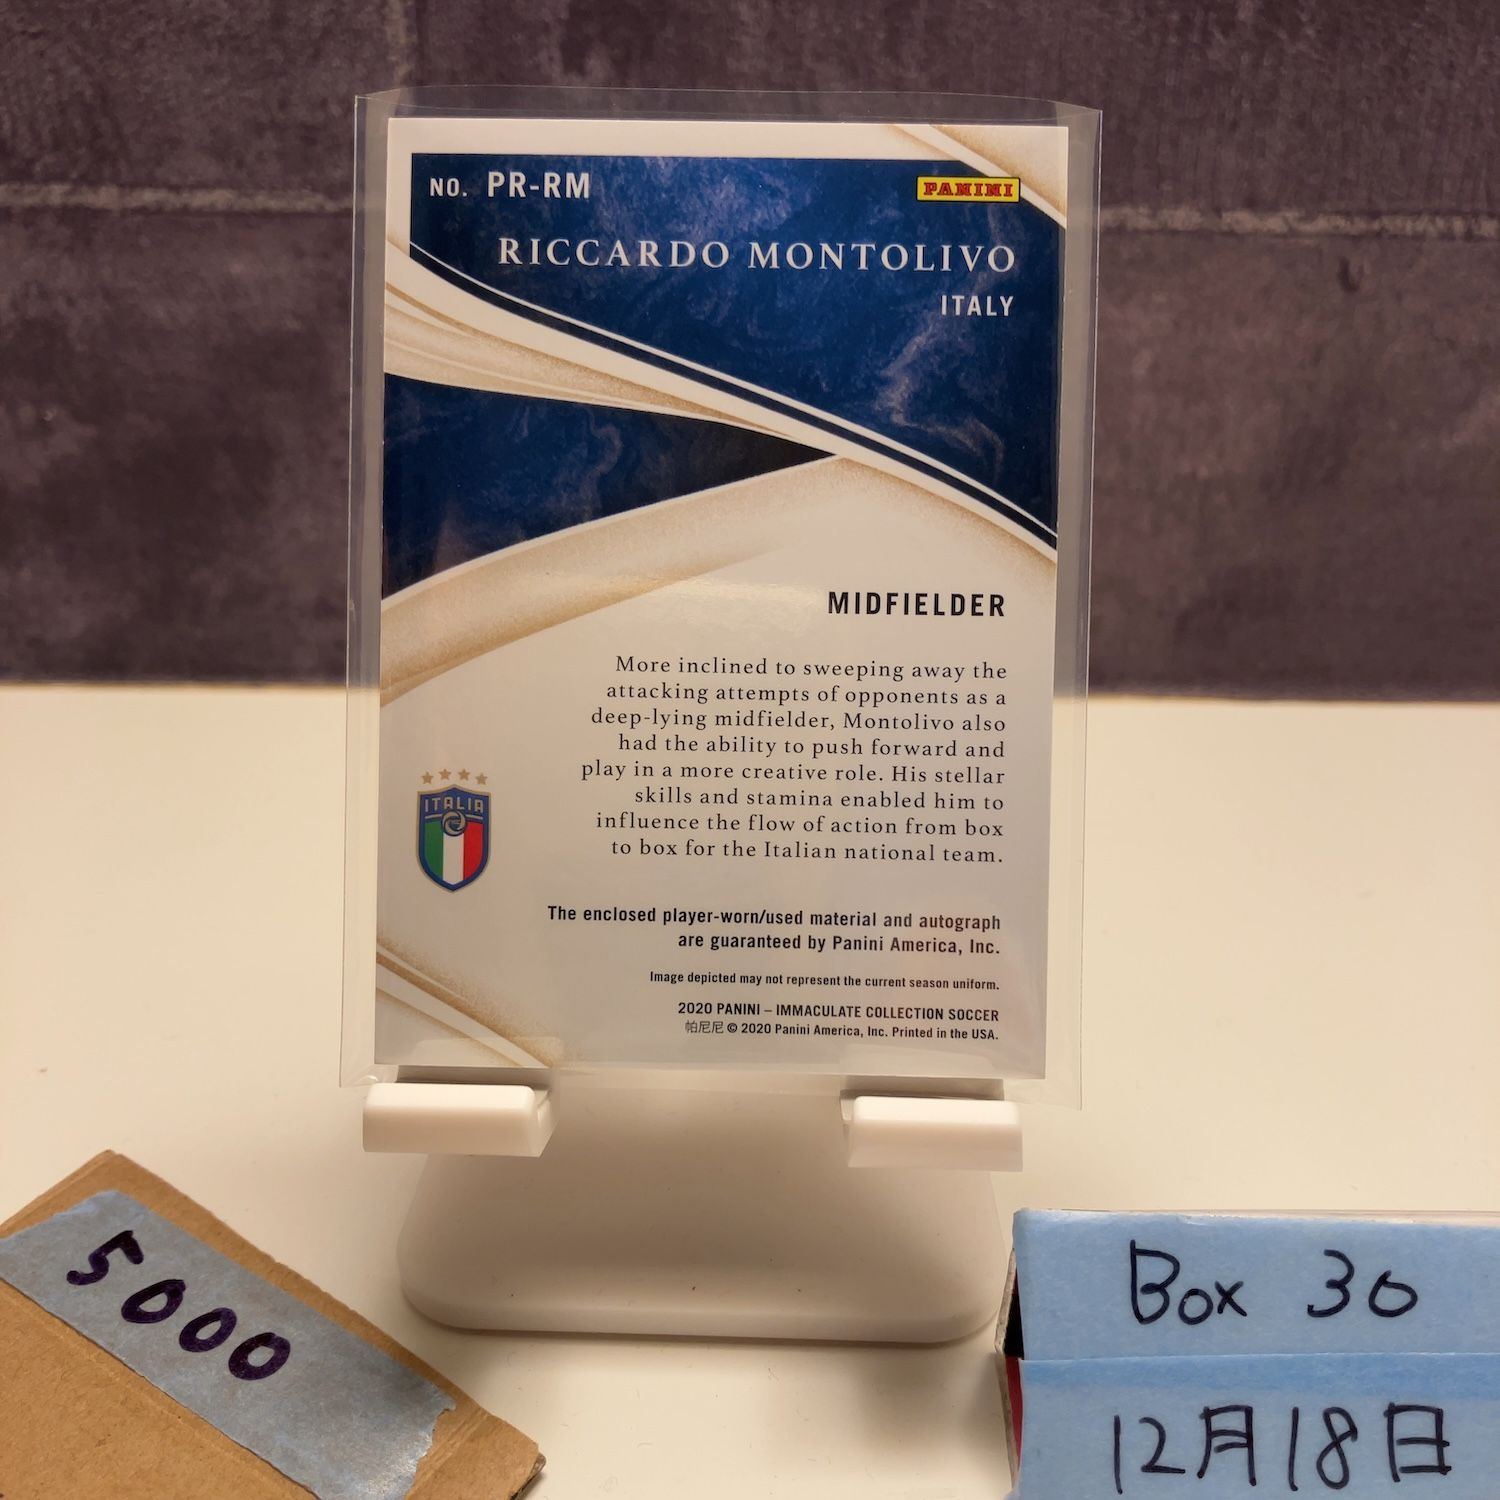 NO. PR-RM
PANINI
RICCARDO MONTOLIVO
ITALY
MIDFIELDER
More inclined to sweeping away the
attacking attempts of opponents as a
deep-lying midfielder, Montolivo also
had the ability to push forward and
play in a more creative role. His stellar
skills and stamina enabled him to
influence the flow of action from box
to box for the Italian national team.
ITALIA
The enclosed player-worn/used material and autograph
are guaranteed by Panini America, Inc.
Image depicted may not represent the current season uniform.
2020 PANINI – IMMACULATE COLLECTION SOCCER
帕尼尼 © 2020 Panini America, Inc. Printed in the USA.
5000
Box 30
12月18日